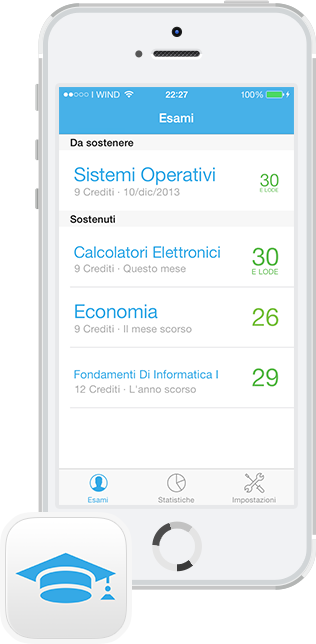 I WIND 22:27 100%
Esami
Da sostenere
Sistemi Operativi
30
9 Crediti · 10/dic/2013
E LODE
Sostenuti
Calcolatori Elettronici
30
9 Crediti · Questo mese
E LODE
Economia
26
9 Crediti · Il mese scorso
Fondamenti Di Informatica I
29
12 Crediti · L'anno scorso
Esami Statistiche Impostazioni